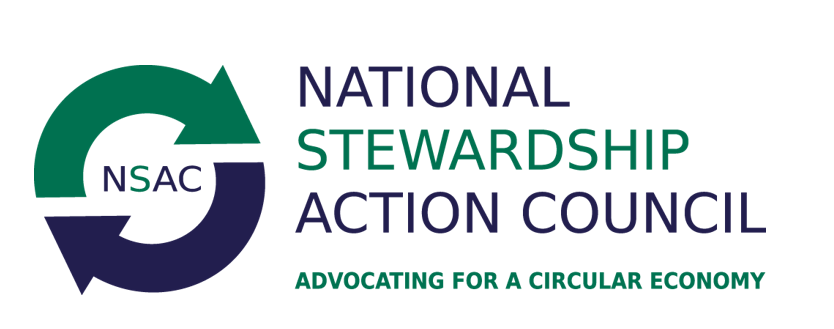 NSAC
NATIONAL
STEWARDSHIP
ACTION COUNCIL
ADVOCATING FOR A CIRCULAR ECONOMY